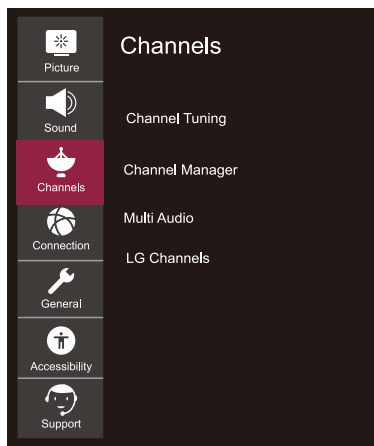 Picture
Sound
Channels
Connection
General
Accessibility
Support
Channels
Channel Tuning
Channel Manager
Multi Audio
LG Channels